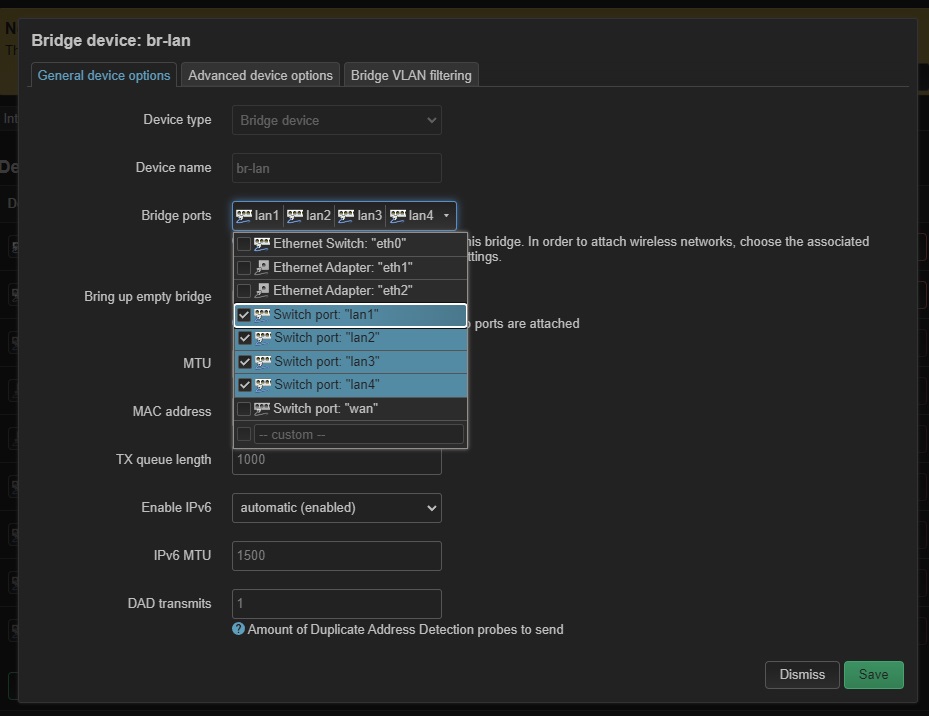 Bridge device: br-lan
General device options
Advanced device options
Bridge VLAN filtering
Device type
Bridge device
Device name
br-lan
Bridge ports
lan1 lan2 lan3 lan4
Ethernet Switch: "eth0"
his bridge. In order to attach wireless networks, choose the associated
ttings.
Ethernet Adapter: "eth1"
Ethernet Adapter: "eth2"
Bring up empty bridge
Switch port: "lan1"
ports are attached
Switch port: "lan2"
Switch port: "lan3"
MTU
Switch port: "lan4"
MAC address
Switch port: "wan"
-- custom --
TX queue length
1000
Enable IPv6
automatic (enabled)
IPv6 MTU
1500
DAD transmits
1
Amount of Duplicate Address Detection probes to send
Dismiss
Save